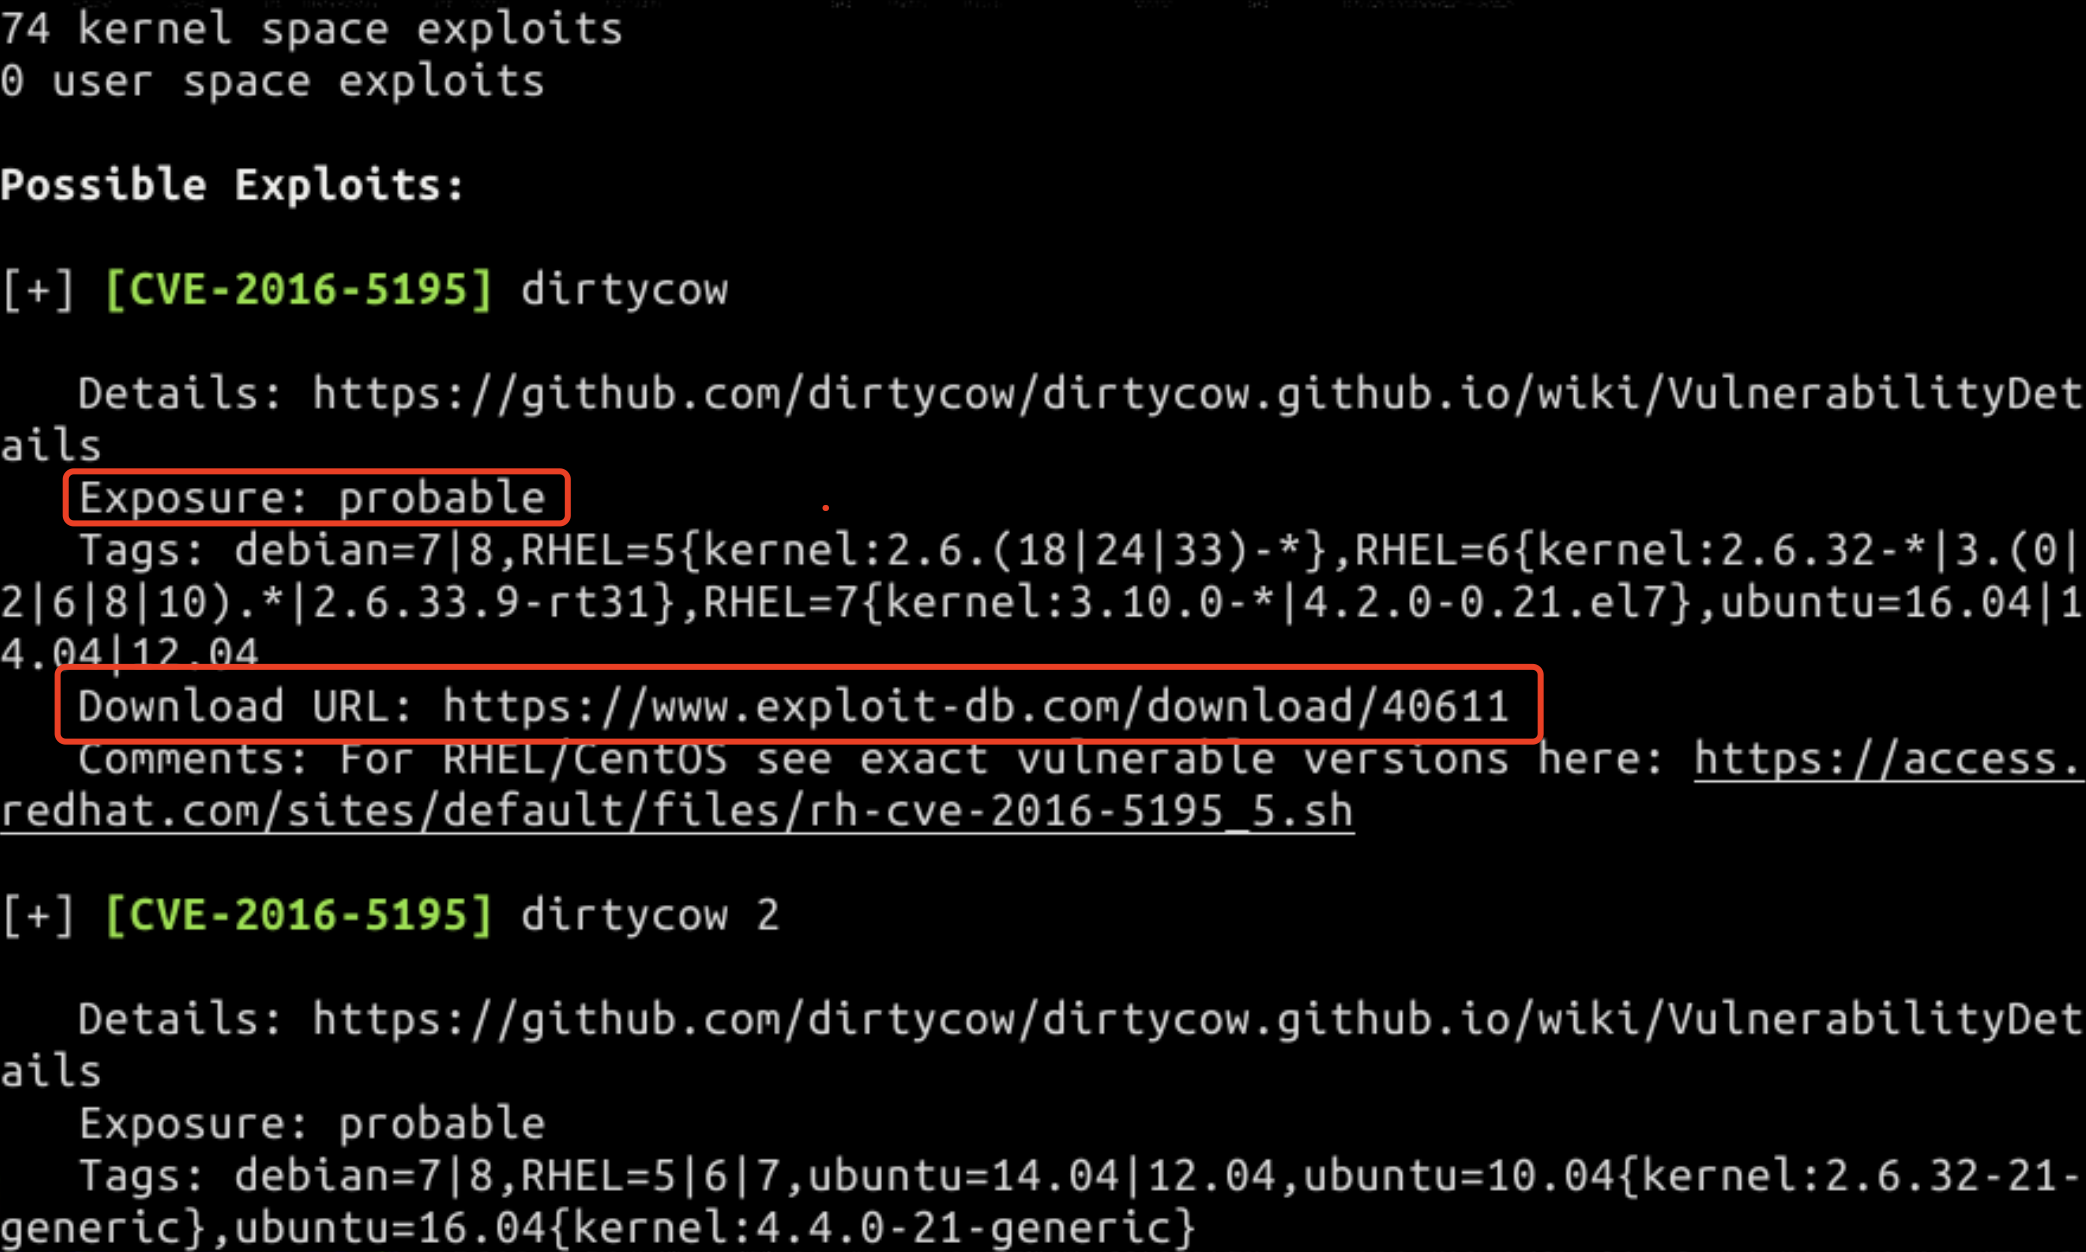 74 kernel space exploits
0 user space exploits
Possible Exploits:
[+] [CVE-2016-5195] dirtycow
Details: https://github.com/dirtycow/dirtycow.github.io/wiki/VulnerabilityDet
ails
Exposure: probable
Tags: debian=7|8,RHEL=5{kernel:2.6.(18|24|33)-*},RHEL=6{kernel:2.6.32-*|3.(0|
2|6|8|10).*|2.6.33.9-rt31},RHEL=7{kernel:3.10.0-*|4.2.0-0.21.el7},ubuntu=16.04|1
4.04|12.04
Download URL: https://www.exploit-db.com/download/40611
Comments: For RHEL/CentOS see exact vulnerable versions here: https://access.
redhat.com/sites/default/files/rh-cve-2016-5195_5.sh
[+] [CVE-2016-5195] dirtycow 2
Details: https://github.com/dirtycow/dirtycow.github.io/wiki/VulnerabilityDet
ails
Exposure: probable
Tags: debian=7|8,RHEL=5|6|7,ubuntu=14.04|12.04,ubuntu=10.04{kernel:2.6.32-21-
generic},ubuntu=16.04{kernel:4.4.0-21-generic}